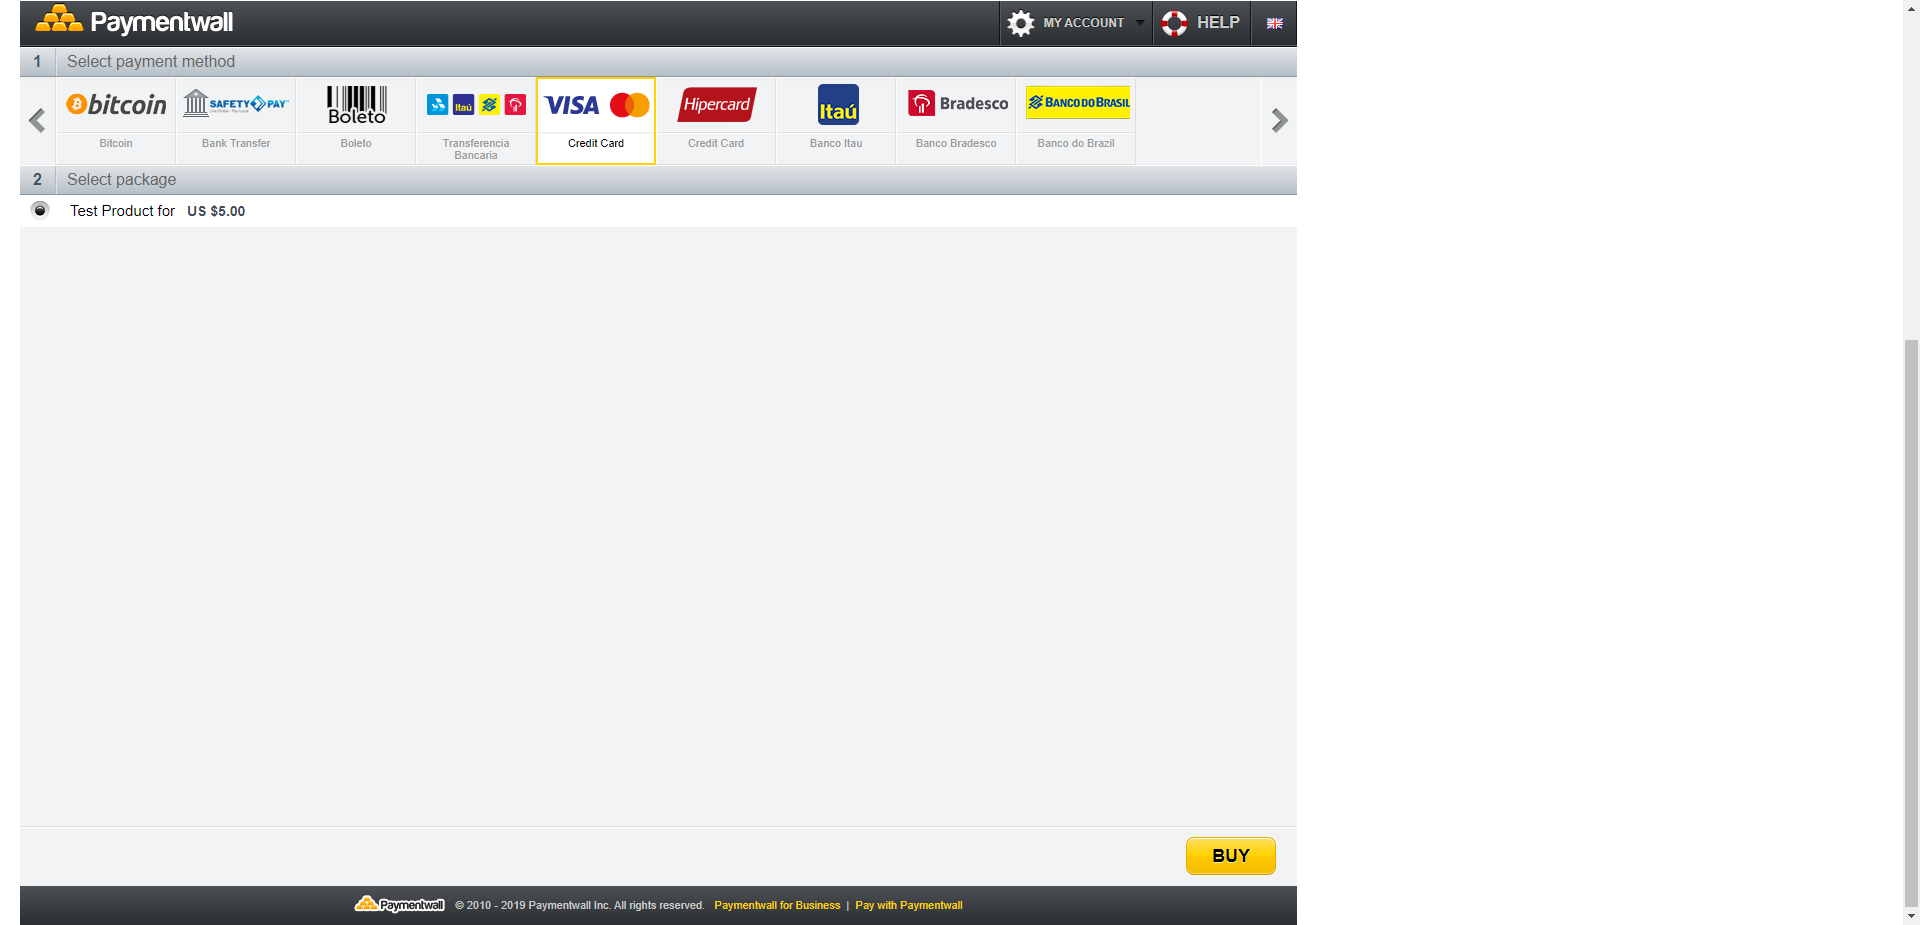 Paymentwall
MY ACCOUNT
HELP
1 Select payment method
bitcoin
SAFETY PAY
Boleto
Itaú
VISA
Hipercard
Itaú
Bradesco
BANCO DO BRASIL
Bitcoin
Bank Transfer
Boleto
Transferencia
Bancaria
Credit Card
Credit Card
Banco Itau
Banco Bradesco
Banco do Brazil
2 Select package
Test Product for US $5.00
BUY
Paymentwall © 2010 - 2019 Paymentwall Inc. All rights reserved. Paymentwall for Business | Pay with Paymentwall